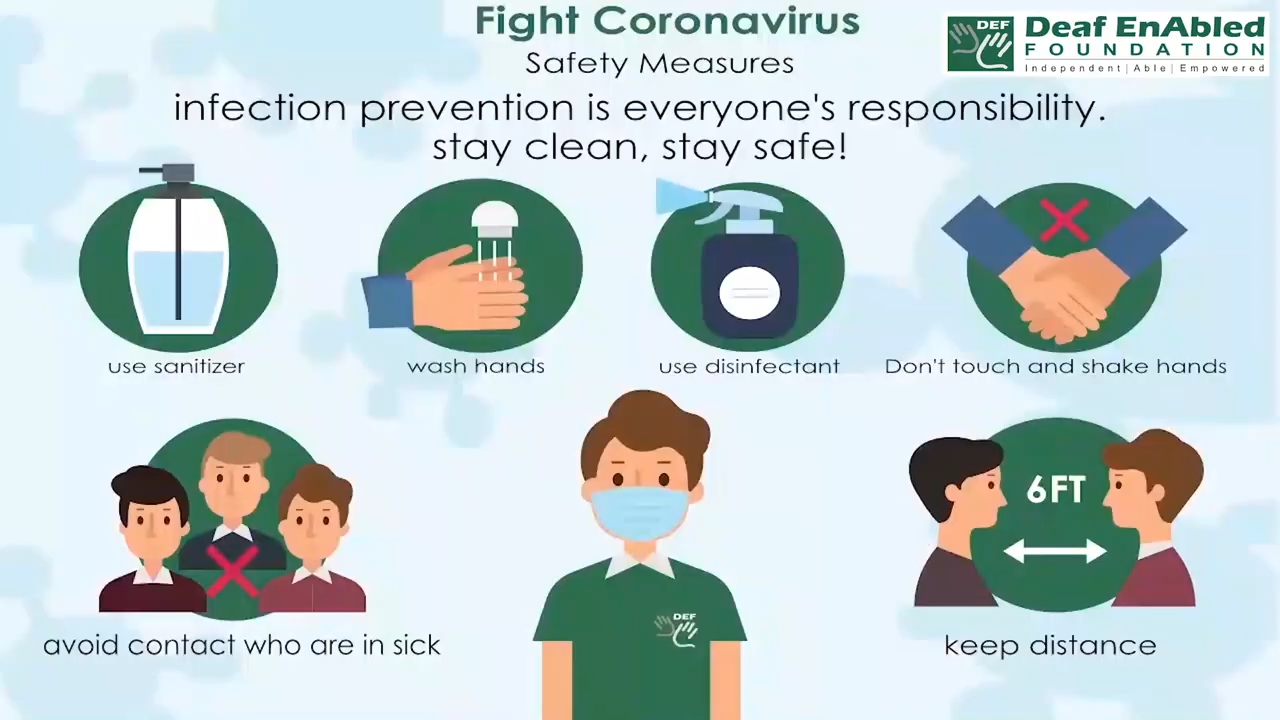 Fight Coronavirus
Safety Measures
DEF
Deaf EnAbled
FOUNDATION
Independent | Able | Empowered
infection prevention is everyone's responsibility.
stay clean, stay safe!
use sanitizer
wash hands
use disinfectant
Don't touch and shake hands
6FT
DEF
avoid contact who are in sick
keep distance